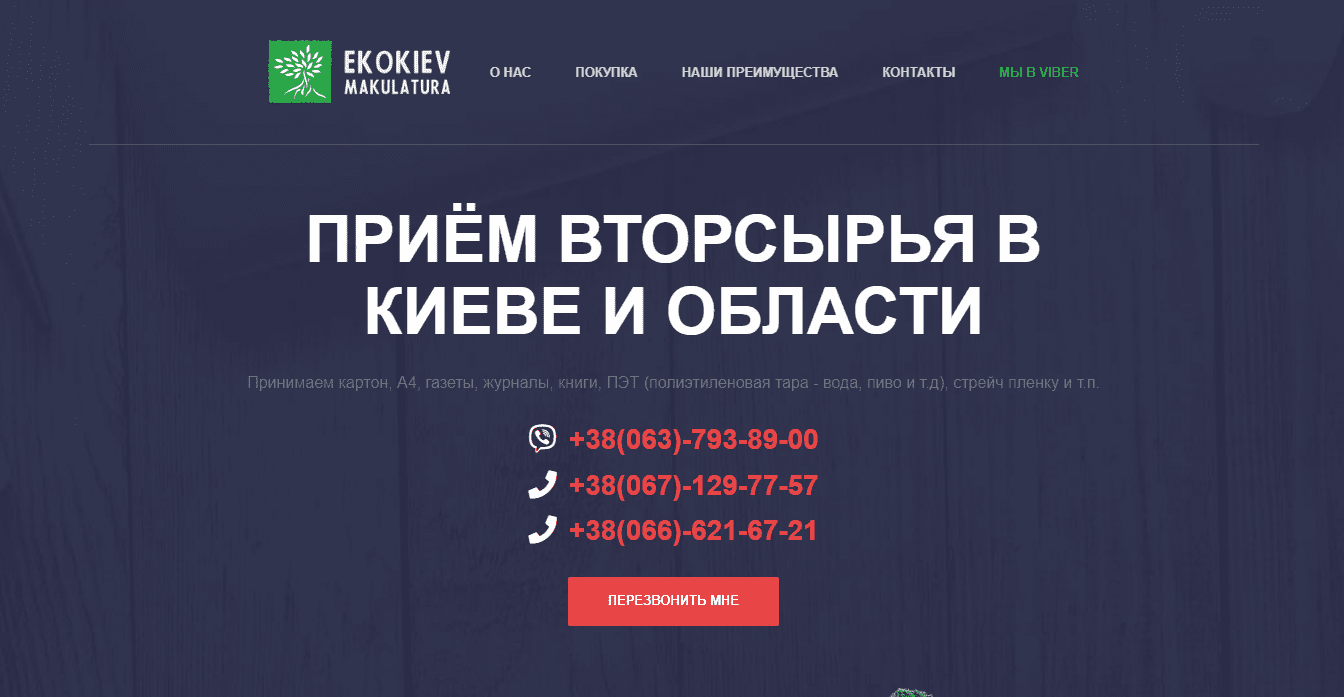 EKOKIEV
MAKULATURA
О НАС
ПОКУПКА
НАШИ ПРЕИМУЩЕСТВА
КОНТАКТЫ
МЫ В VIBER
ПРИЁМ ВТОРСЫРЬЯ В
КИЕВЕ И ОБЛАСТИ
Принимаем картон, А4, газеты, журналы, книги, ПЭТ (полиэтиленовая тара - вода, пиво и т.д), стрейч пленку и т.п.
+38(063)-793-89-00
+38(067)-129-77-57
+38(066)-621-67-21
ПЕРЕЗВОНИТЬ МНЕ